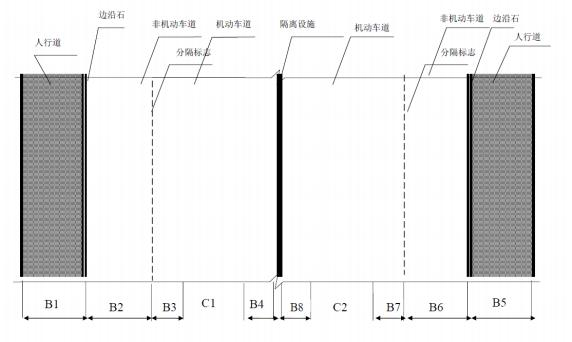 边沿石
非机动车道
机动车道
隔离设施
机动车道
非机动车道
边沿石
人行道
分隔标志
分隔标志
人行道
B1
B2
B3
C1
B4
B8
C2
B7
B6
B5